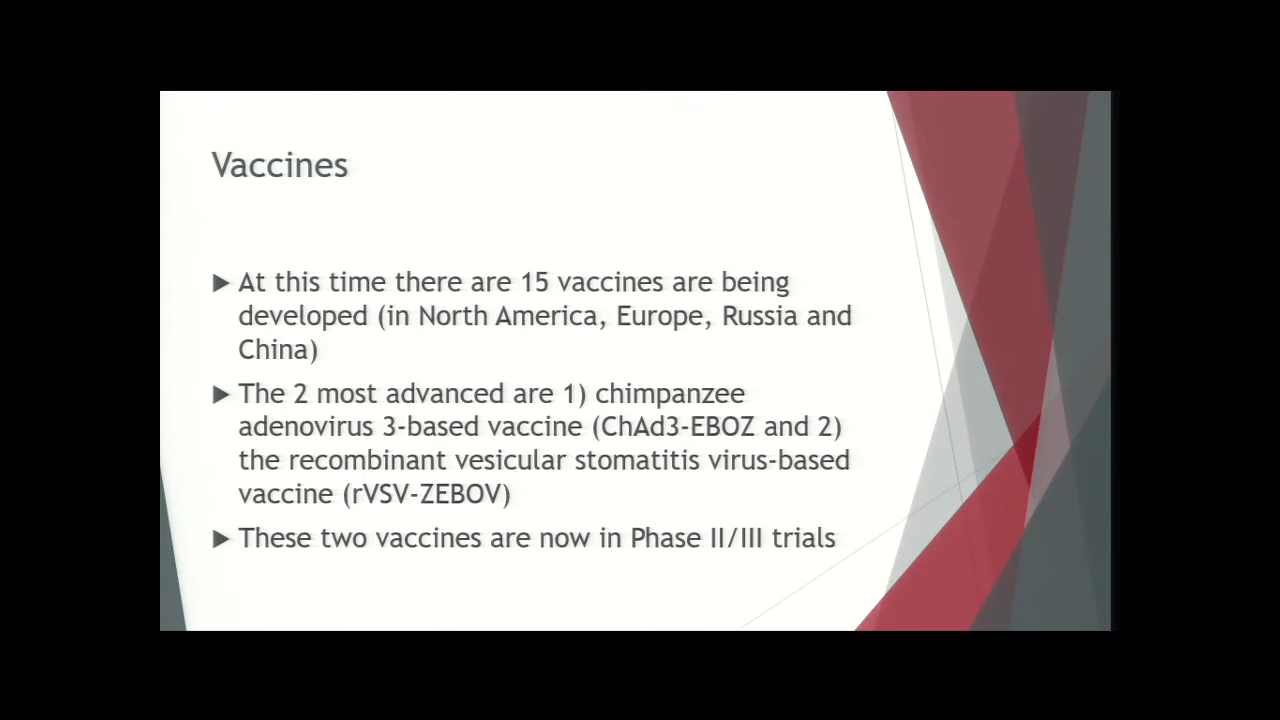 Vaccines
At this time there are 15 vaccines are being
developed (in North America, Europe, Russia and
China)
The 2 most advanced are 1) chimpanzee
adenovirus 3-based vaccine (ChAd3-EBOZ and 2)
the recombinant vesicular stomatitis virus-based
vaccine (rVSV-ZEBOV)
These two vaccines are now in Phase II/III trials